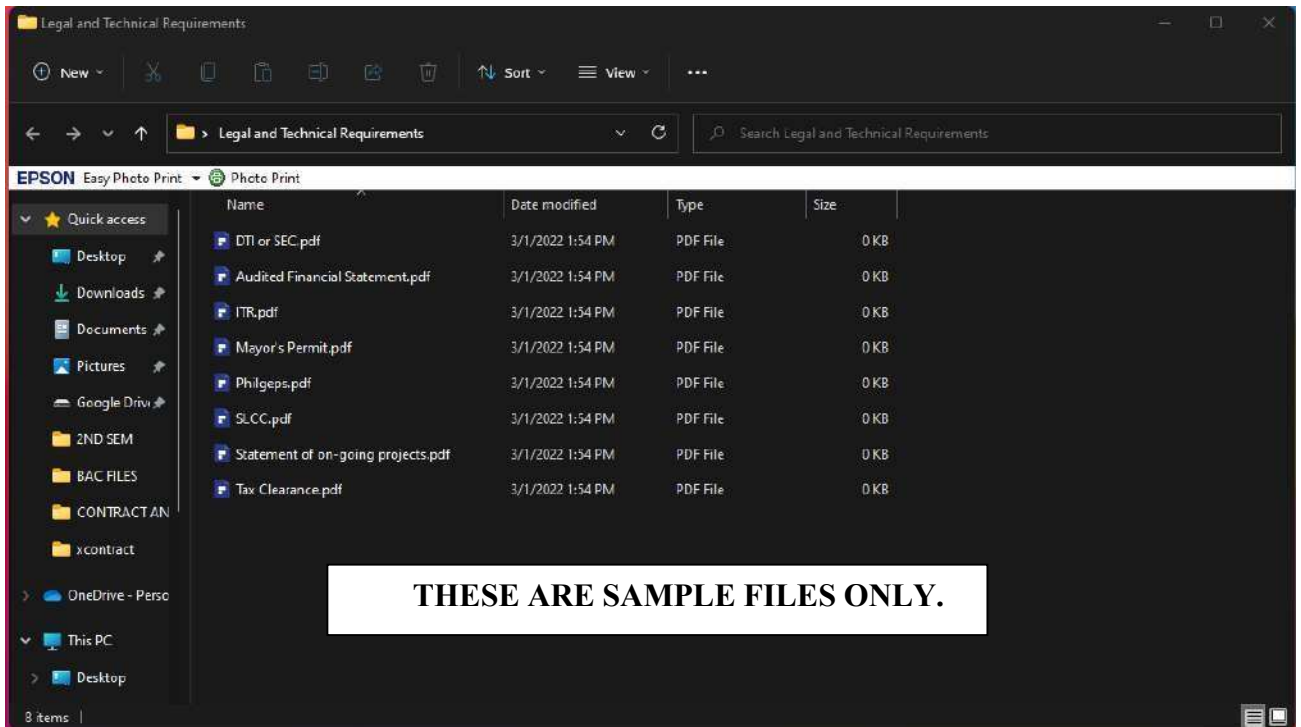 Legal and Technical Requirements
New Sort View ...
> Legal and Technical Requirements Search Legal and Technical Requirements
EPSON Easy Photo Print Photo Print
Name Date modified Type Size
Quick access
Desktop
Downloads
Documents
Pictures
Google Driv
2ND SEM
BAC FILES
CONTRACT AN
xcontract
OneDrive - Perso
This PC
Desktop
DTI or SEC.pdf 3/1/2022 1:54 PM PDF File 0 KB
Audited Financial Statement.pdf 3/1/2022 1:54 PM PDF File 0 KB
ITR.pdf 3/1/2022 1:54 PM PDF File 0 KB
Mayor's Permit.pdf 3/1/2022 1:54 PM PDF File 0 KB
Philgeps.pdf 3/1/2022 1:54 PM PDF File 0 KB
SLCC.pdf 3/1/2022 1:54 PM PDF File 0 KB
Statement of on-going projects.pdf 3/1/2022 1:54 PM PDF File 0 KB
Tax Clearance.pdf 3/1/2022 1:54 PM PDF File 0 KB
THESE ARE SAMPLE FILES ONLY.
8 items